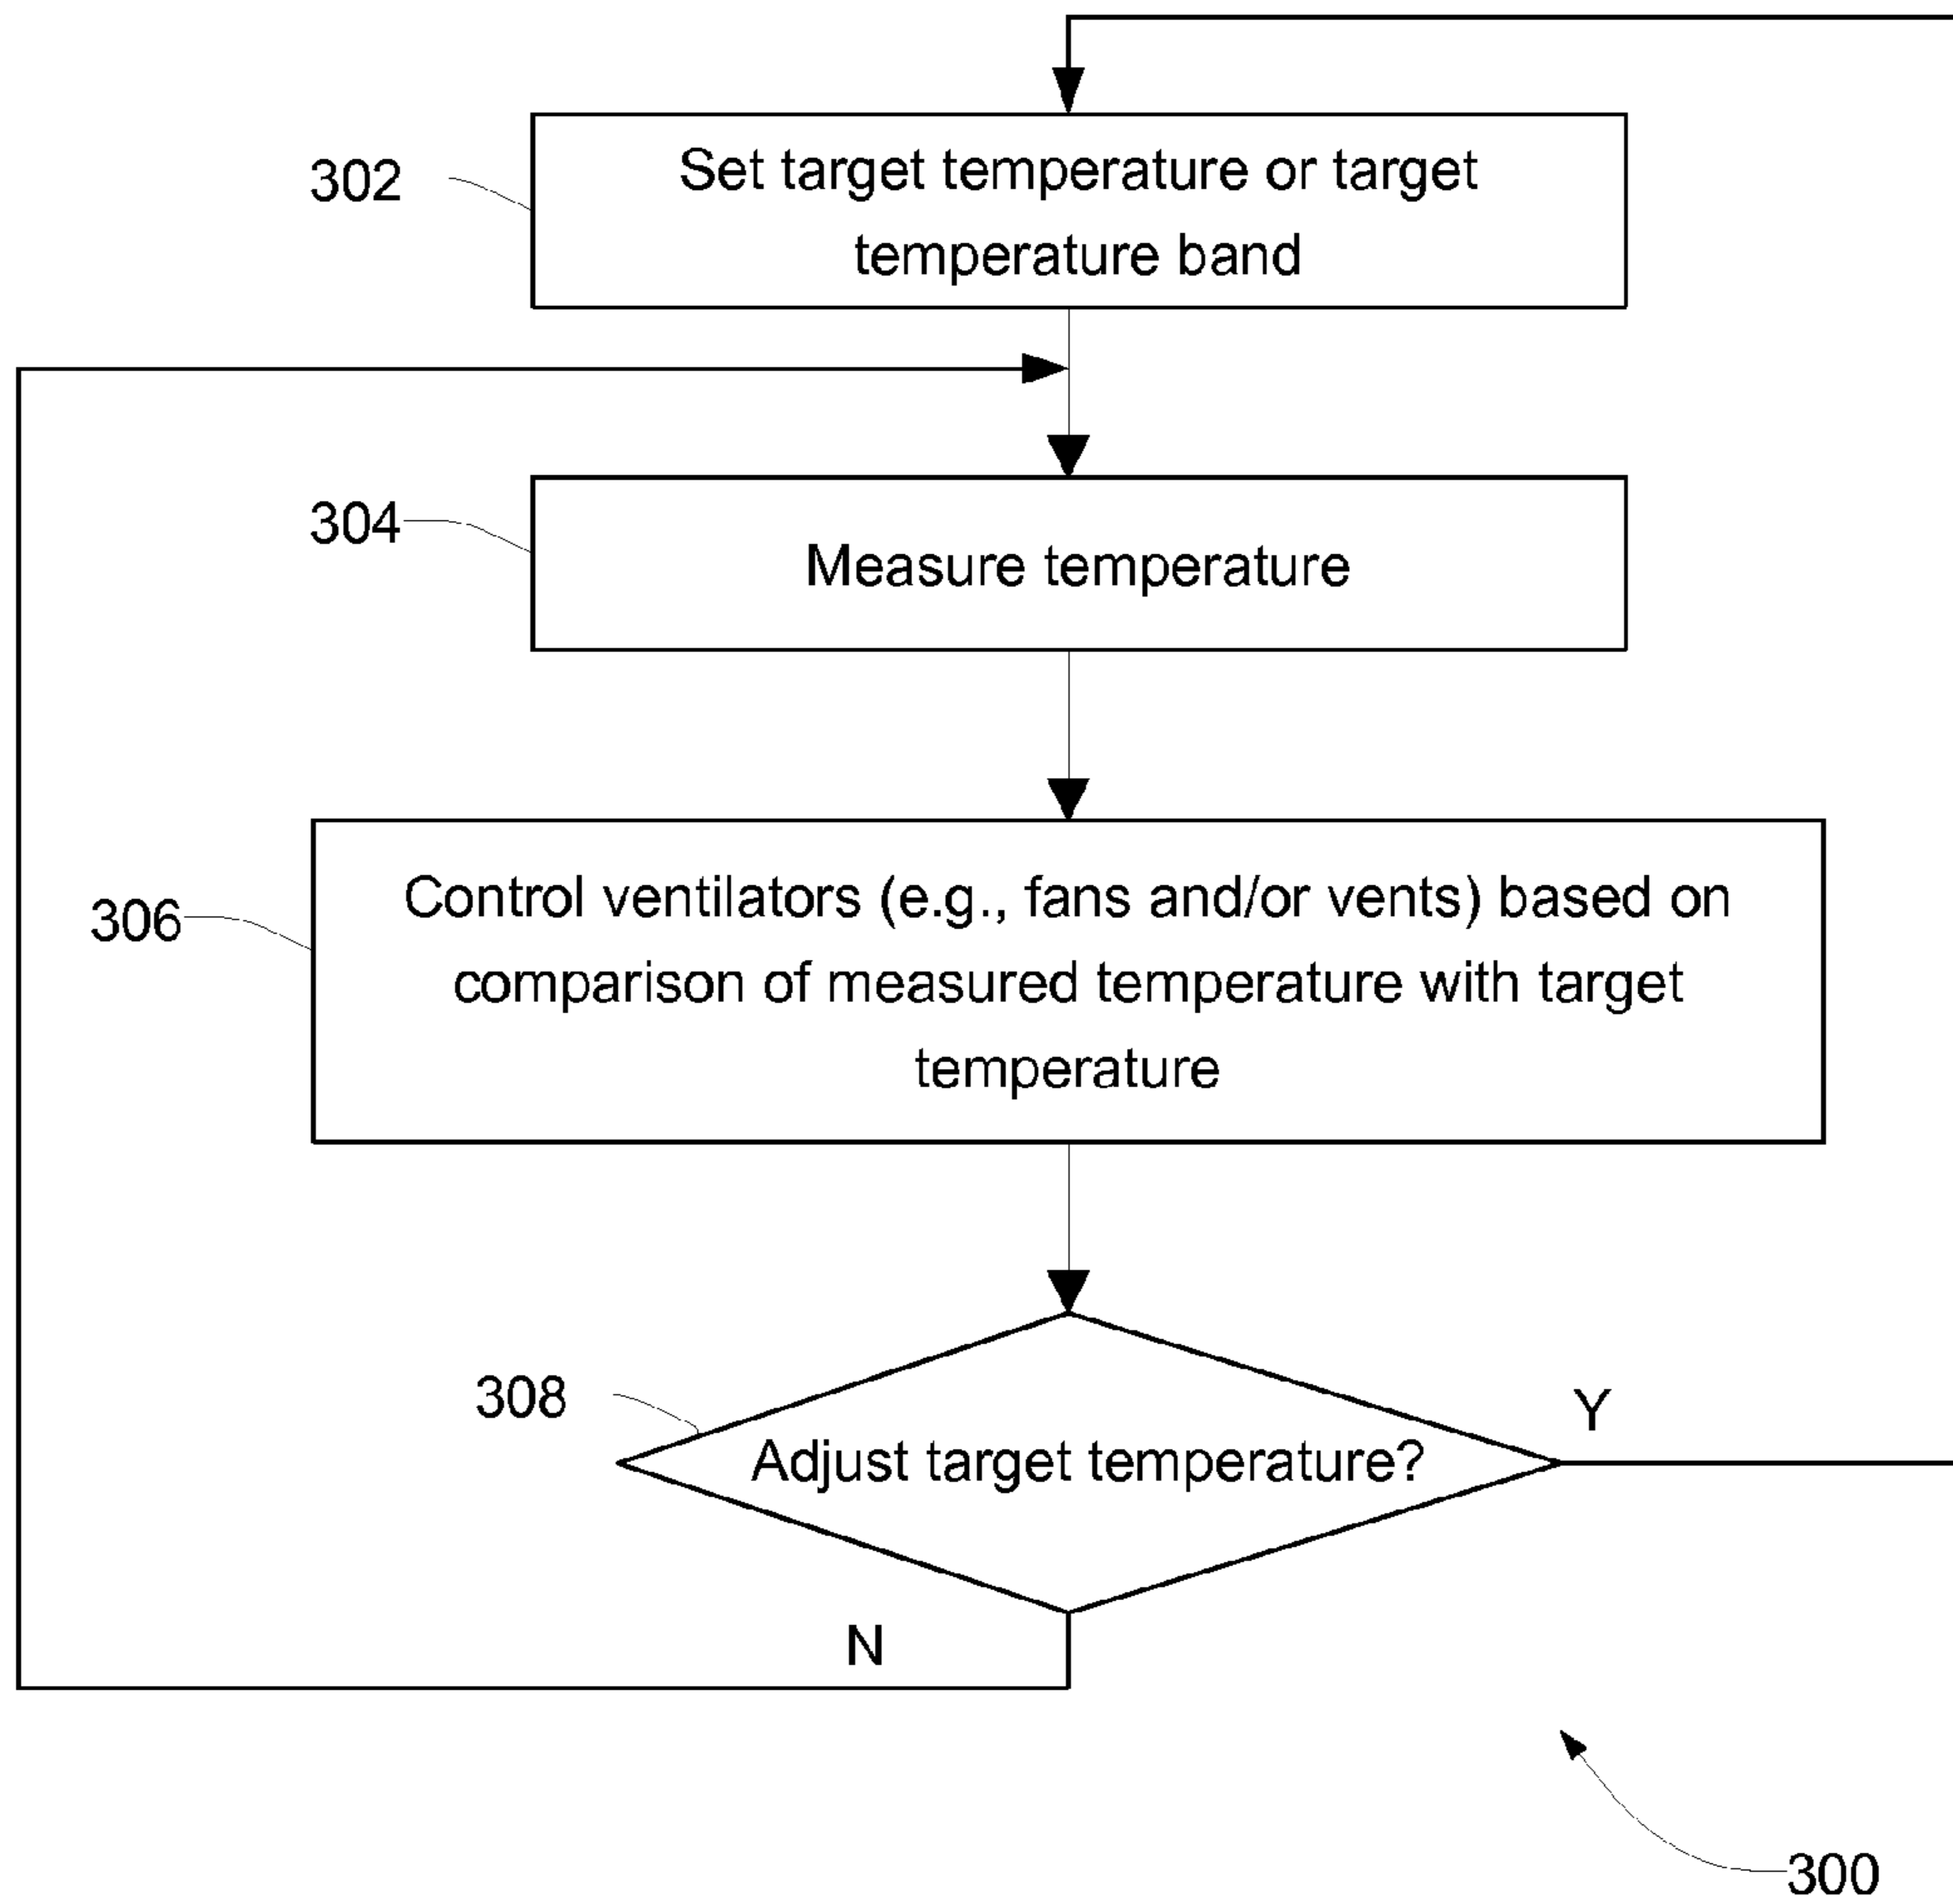 302
Set target temperature or target
temperature band
304
Measure temperature
306
Control ventilators (e.g., fans and/or vents) based on
comparison of measured temperature with target
temperature
308
Adjust target temperature?
Y
N
300